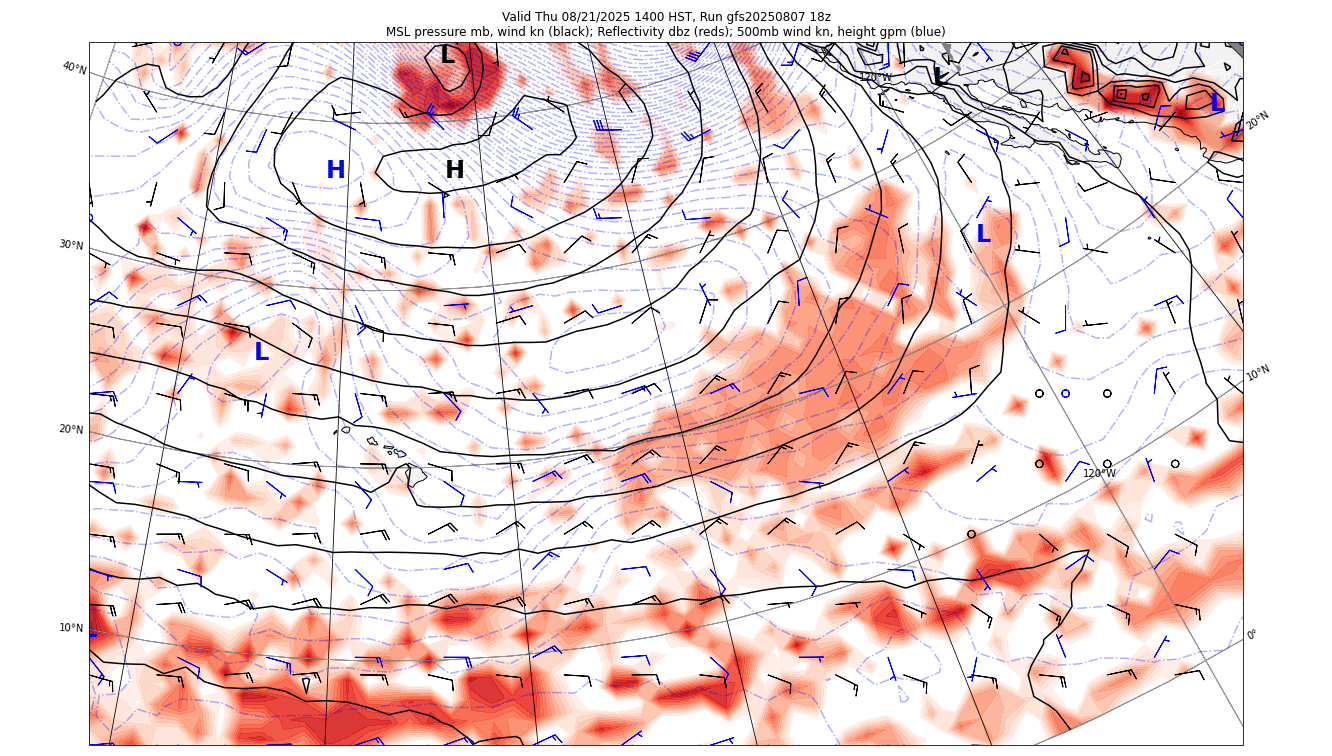 Valid Thu 08/21/2025 1400 HST, Run gfs20250807 18z
MSL pressure mb, wind kn (black); Reflectivity dbz (reds); 500mb wind kn, height gpm (blue)
L
40°N
120°W
L
L
20°N
H
H
L
30°N
L
10°N
20°N
120°W
10°N
0°